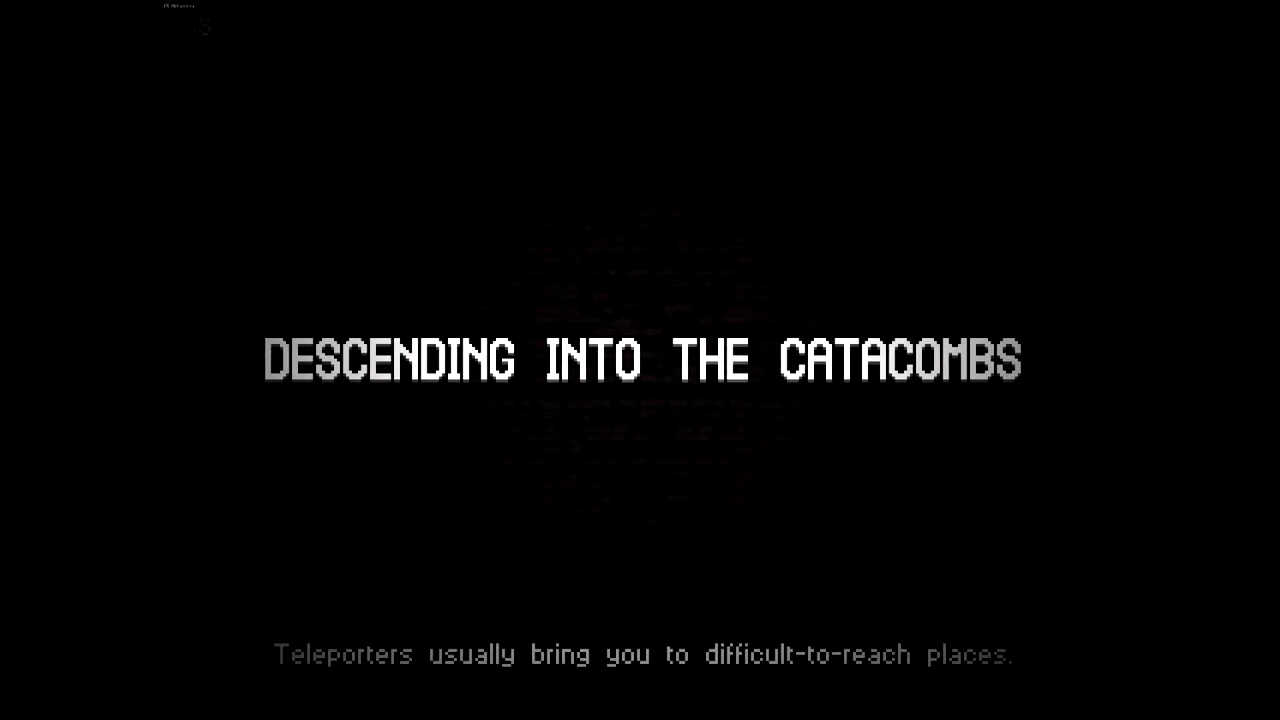 DESCENDING INTO THE CATACOMBS
Teleporters usually bring you to difficult-to-reach places.